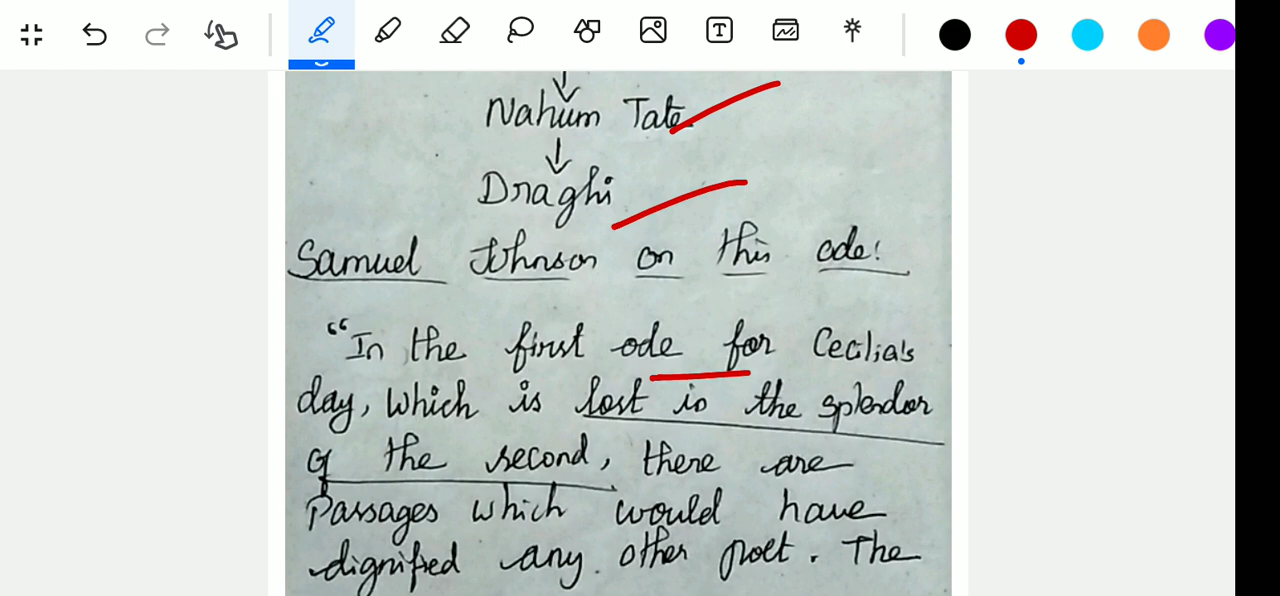 Nahum Tate
Draghi
Samuel Johnson on this ode:
"In the first ode for Cecilia's
day, which is lost in the splendor
of the second, there are
Passages which would have
dignified any other poet. The